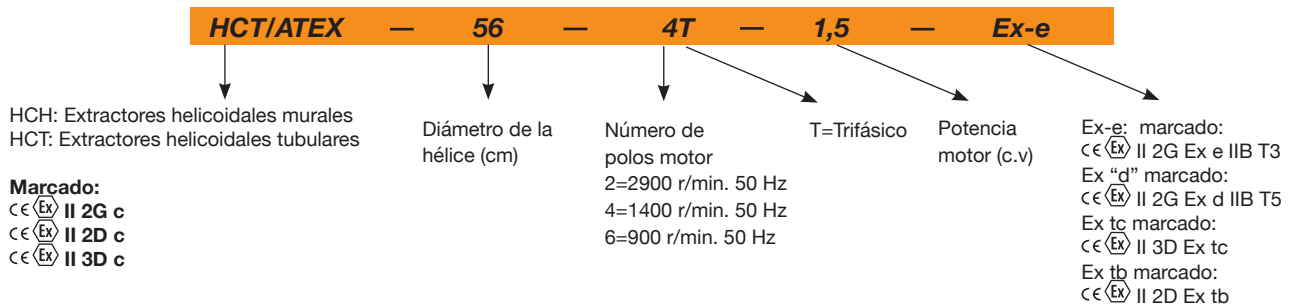 HCT/ATEX — 56 — 4T — 1,5 — Ex-e
HCH: Extractores helicoidales murales
HCT: Extractores helicoidales tubulares
Marcado:
CE Ex II 2G c
CE Ex II 2D c
CE Ex II 3D c
Diámetro de la
hélice (cm)
Número de
polos motor
2=2900 r/min. 50 Hz
4=1400 r/min. 50 Hz
6=900 r/min. 50 Hz
T=Trifásico
Potencia
motor (c.v)
Ex-e: marcado:
CE Ex II 2G Ex e IIB T3
Ex “d” marcado:
CE Ex II 2G Ex d IIB T5
Ex tc marcado:
CE Ex II 3D Ex tc
Ex tb marcado:
CE Ex II 2D Ex tb